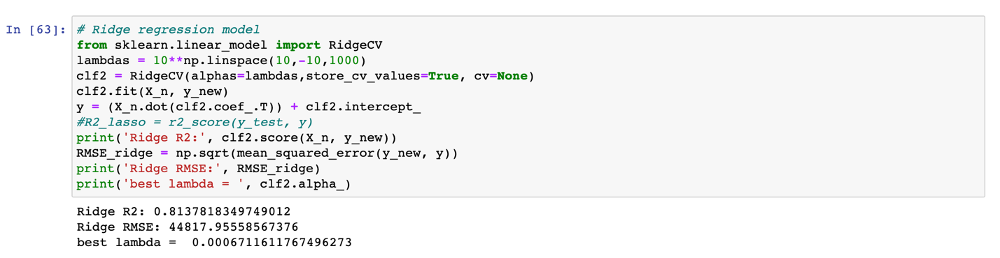 In [63]: # Ridge regression model
from sklearn.linear_model import RidgeCV
lambdas = 10**np.linspace(10,-10,1000)
clf2 = RidgeCV(alphas=lambdas,store_cv_values=True, cv=None)
clf2.fit(X_n, y_new)
y = (X_n.dot(clf2.coef_.T)) + clf2.intercept_
#R2_lasso = r2_score(y_test, y)
print('Ridge R2:', clf2.score(X_n, y_new))
RMSE_ridge = np.sqrt(mean_squared_error(y_new, y))
print('Ridge RMSE:', RMSE_ridge)
print('best lambda = ', clf2.alpha_)
Ridge R2: 0.8137818349749012
Ridge RMSE: 44817.95558567376
best lambda =  0.0006711611767496273